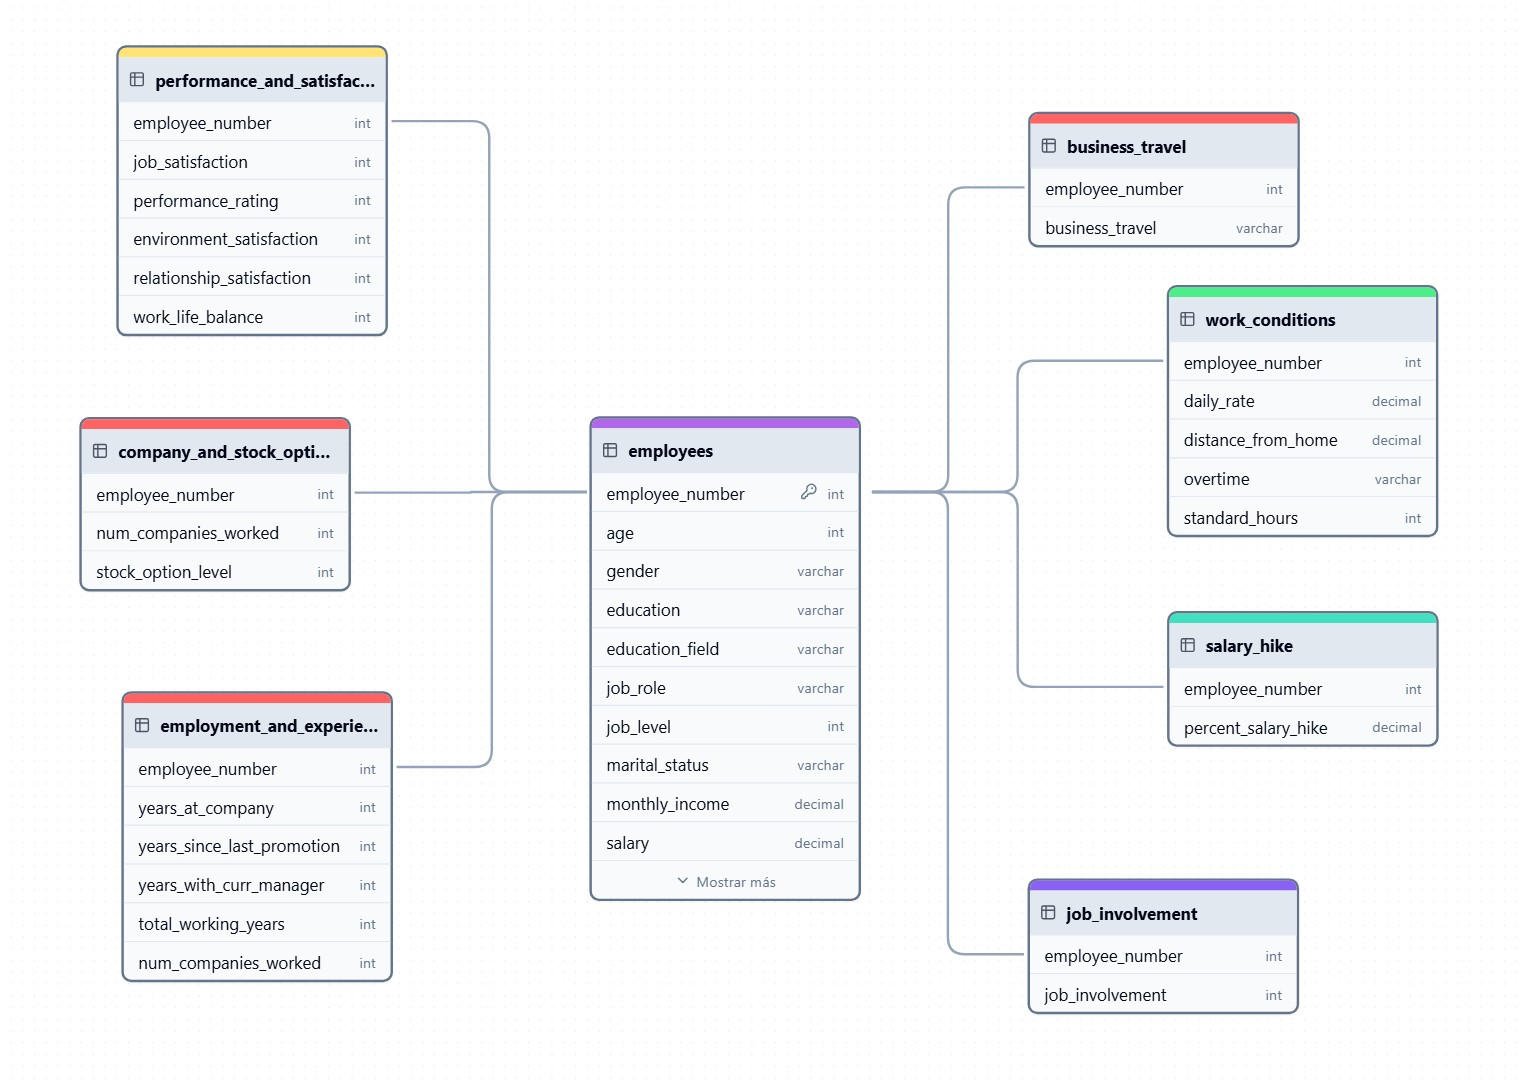 performance_and_satisfac...
employee_number int
job_satisfaction int
performance_rating int
environment_satisfaction int
relationship_satisfaction int
work_life_balance int
company_and_stock_opti...
employee_number int
num_companies_worked int
stock_option_level int
employment_and_experie...
employee_number int
years_at_company int
years_since_last_promotion int
years_with_curr_manager int
total_working_years int
num_companies_worked int
employees
employee_number int
age int
gender varchar
education varchar
education_field varchar
job_role varchar
job_level int
marital_status varchar
monthly_income decimal
salary decimal
Mostrar más
business_travel
employee_number int
business_travel varchar
work_conditions
employee_number int
daily_rate decimal
distance_from_home decimal
overtime varchar
standard_hours int
salary_hike
employee_number int
percent_salary_hike decimal
job_involvement
employee_number int
job_involvement int